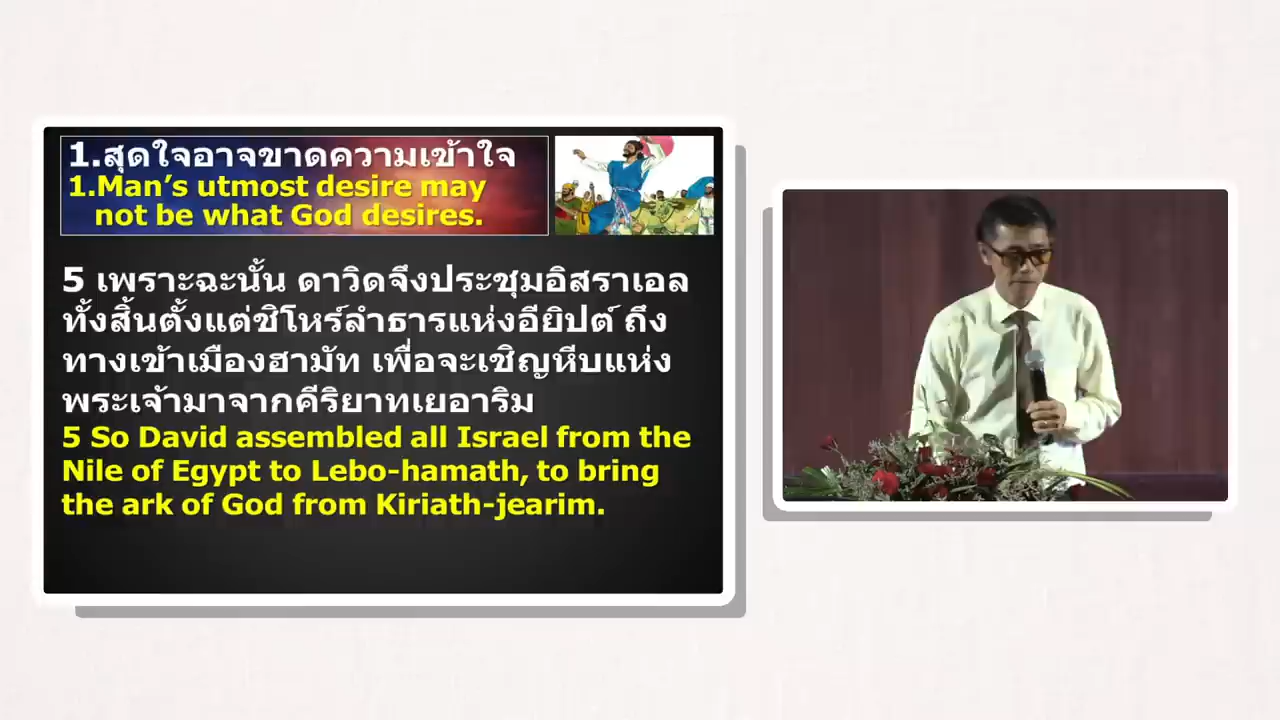 1.สุดใจอาจขาดความเข้าใจ
1.Man’s utmost desire may
not be what God desires.
5 เพราะฉะนั้น ดาวิดจึงประชุมอิสราเอล
ทั้งสิ้นตั้งแต่ชิโหร์ลำธารแห่งอียิปต์ ถึง
ทางเข้าเมืองฮามัท เพื่อจะเชิญหีบแห่ง
พระเจ้ามาจากคีริยาทเยอาริม
5 So David assembled all Israel from the
Nile of Egypt to Lebo-hamath, to bring
the ark of God from Kiriath-jearim.